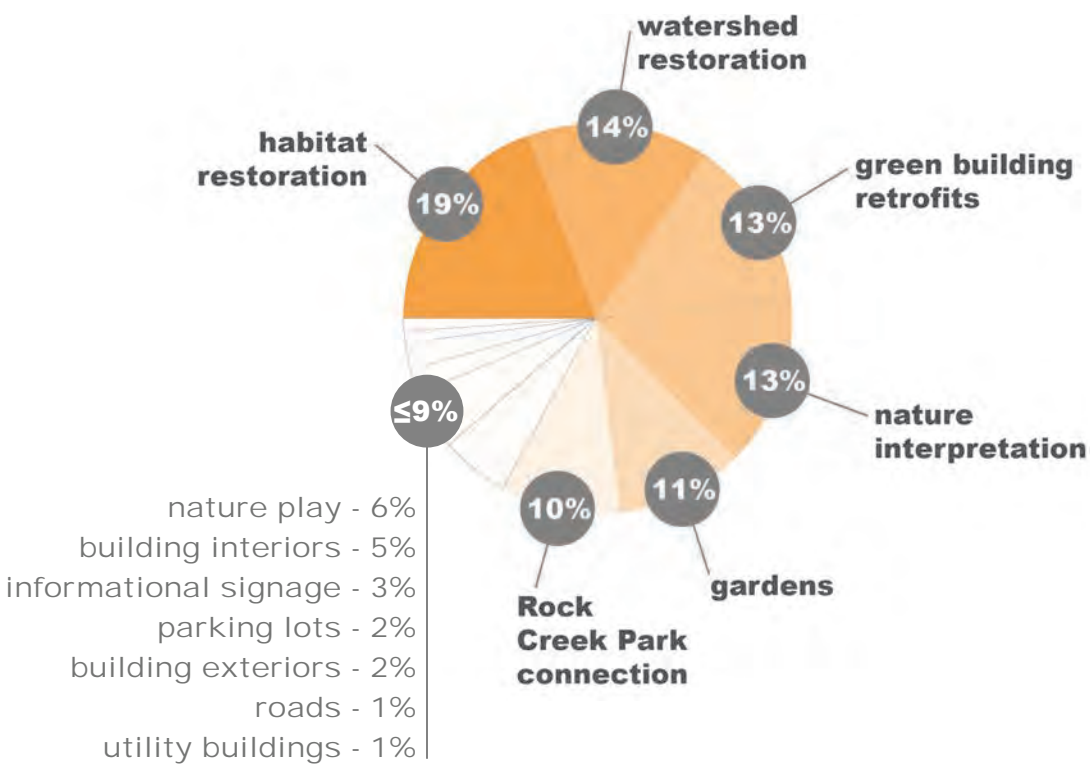 watershed
restoration
14%
habitat
restoration
19%
green building
retrofits
13%
13%
nature
interpretation
11%
gardens
10%
Rock
Creek Park
connection
≤9%
nature play - 6%
building interiors - 5%
informational signage - 3%
parking lots - 2%
building exteriors - 2%
roads - 1%
utility buildings - 1%